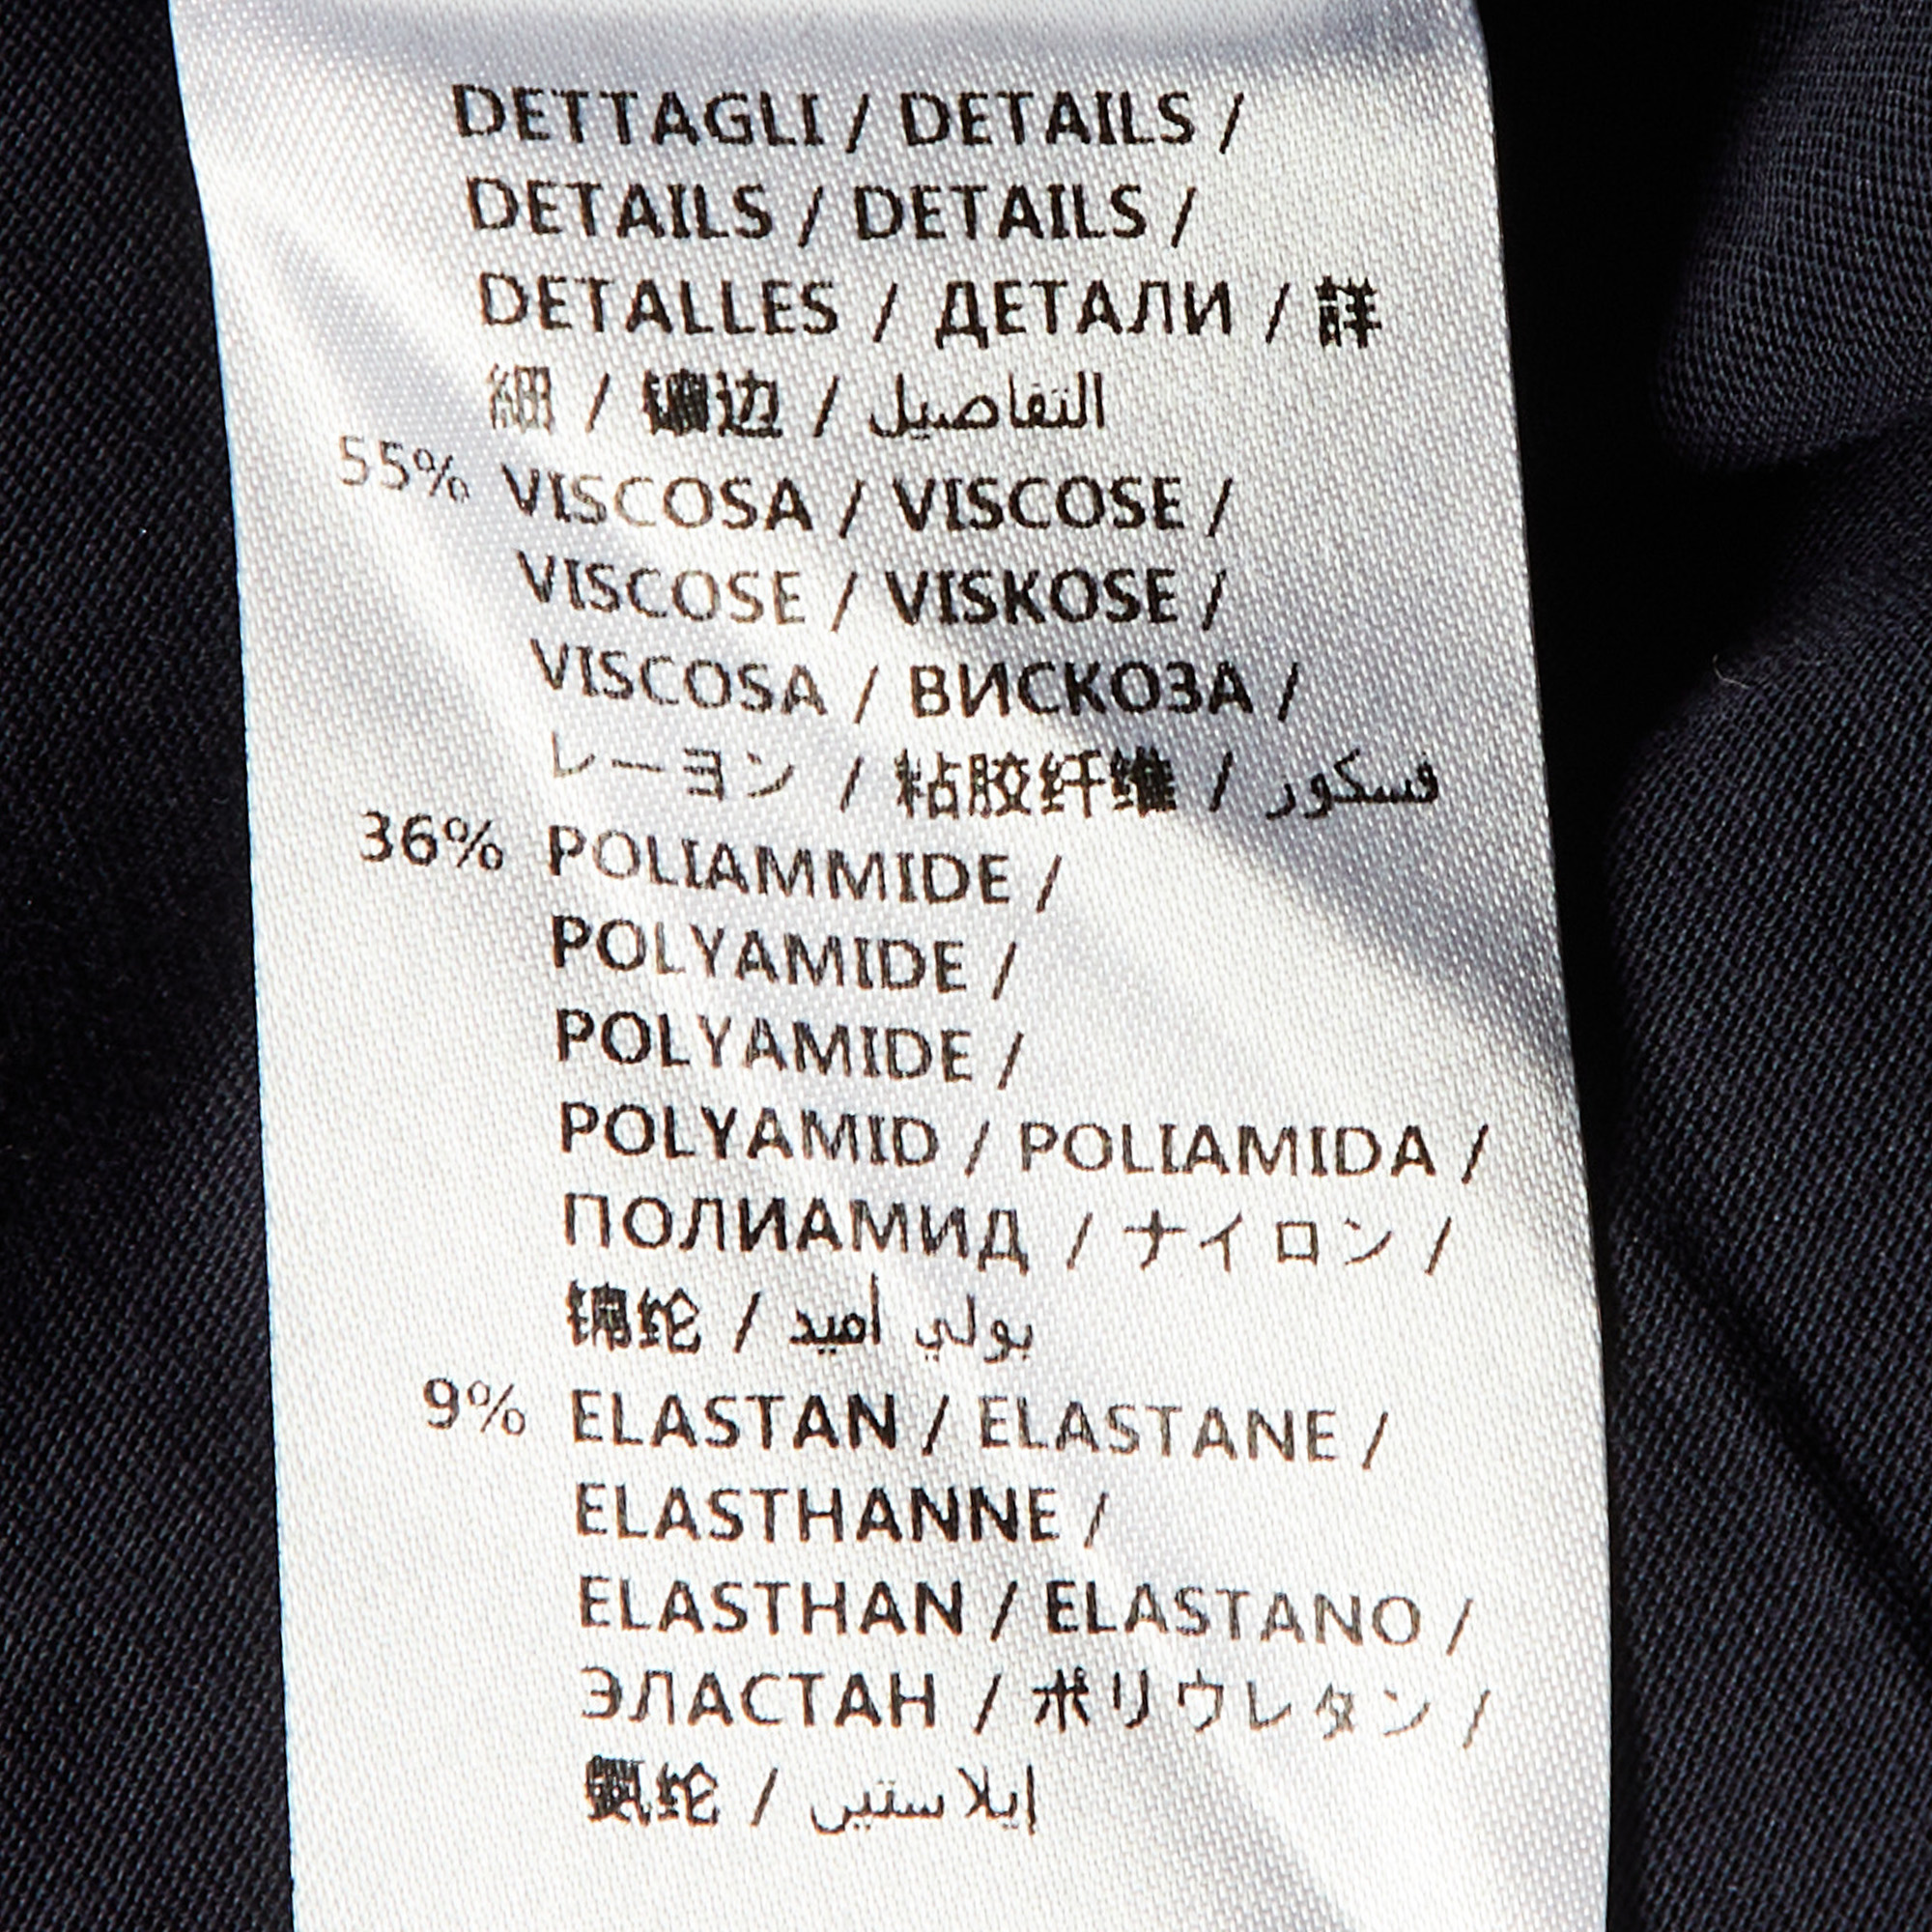 DETTAGLI / DETAILS /
DETAILS / DETAILS /
DETALLES / ДЕТАЛИ / 詳
細 / 镶边 / التفاصيل
55% VISCOSA / VISCOSE /
VISCOSE / VISKOSE /
VISCOSA / ВИСКОЗА /
レーヨン / 粘胶纤维 / فسكور
36% POLIAMMIDE /
POLYAMIDE /
POLYAMIDE /
POLYAMID / POLIAMIDA /
ПОЛИАМИД / ナイロン /
锦纶 / بولي أميد
9% ELASTAN / ELASTANE /
ELASTHANNE /
ELASTHAN / ELASTANO /
ЭЛАСТАН / ポリウレタン /
氨纶 / إيلاستين